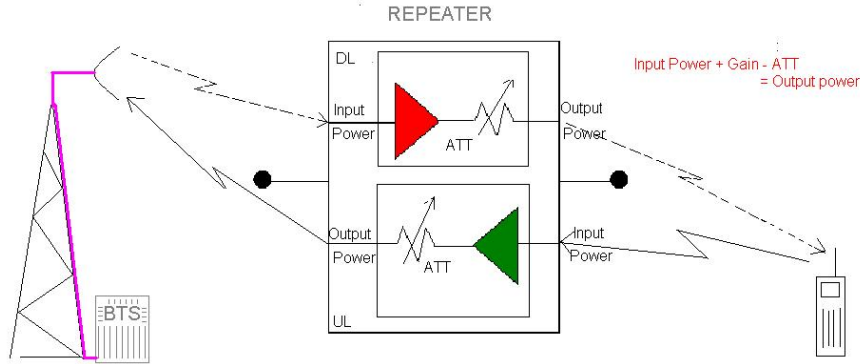 REPEATER
DL
Input Power + Gain - ATT
= Output power
Input
Power
ATT
Output
Power
Output
Power
ATT
Input
Power
BTS
UL